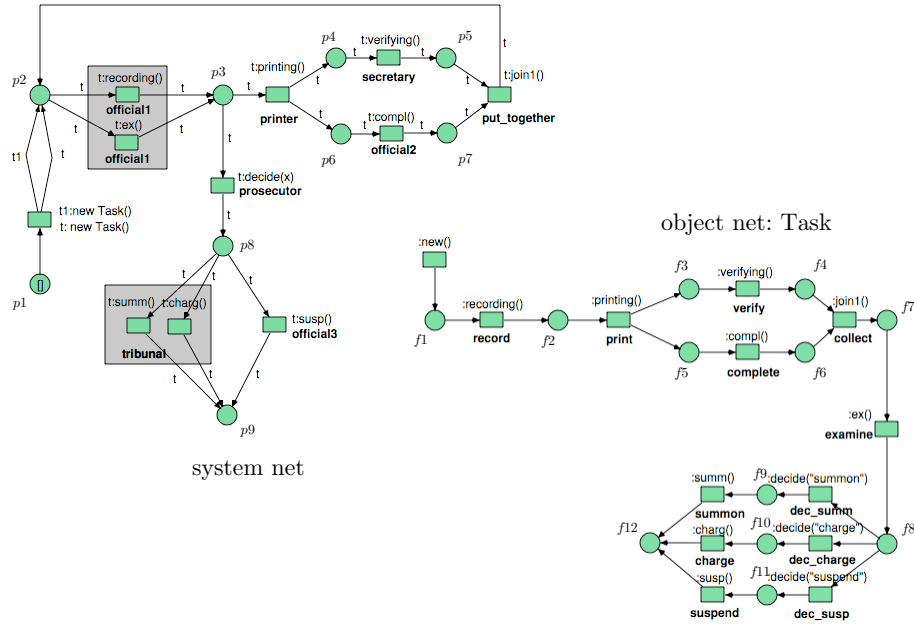 t
p4
t:verifying()
p5
t
t
secretary
t
t
t:join1()
put_together
p2
t
t:recording()
official1
t
t:ex()
official1
t
t
p3
t
t:printing()
printer
t
t
p6
t:compl()
official2
t
p7
t
t:decide(x)
prosecutor
t
t1
t
t1:new Task()
t: new Task()
p1
[]
p8
t
t
t
t:summ()
t:charg()
tribunal
t:susp()
official3
t
t
t
p9
system net
object net: Task
:new()
f1
:recording()
record
f2
:printing()
print
f3
:verifying()
verify
f4
f5
:compl()
complete
f6
:join1()
collect
f7
:ex()
examine
:summ()
summon
f9
:decide("summon")
dec_summ
f12
:charg()
charge
f10
:decide("charge")
dec_charge
f8
:susp()
suspend
f11
:decide("suspend")
dec_susp